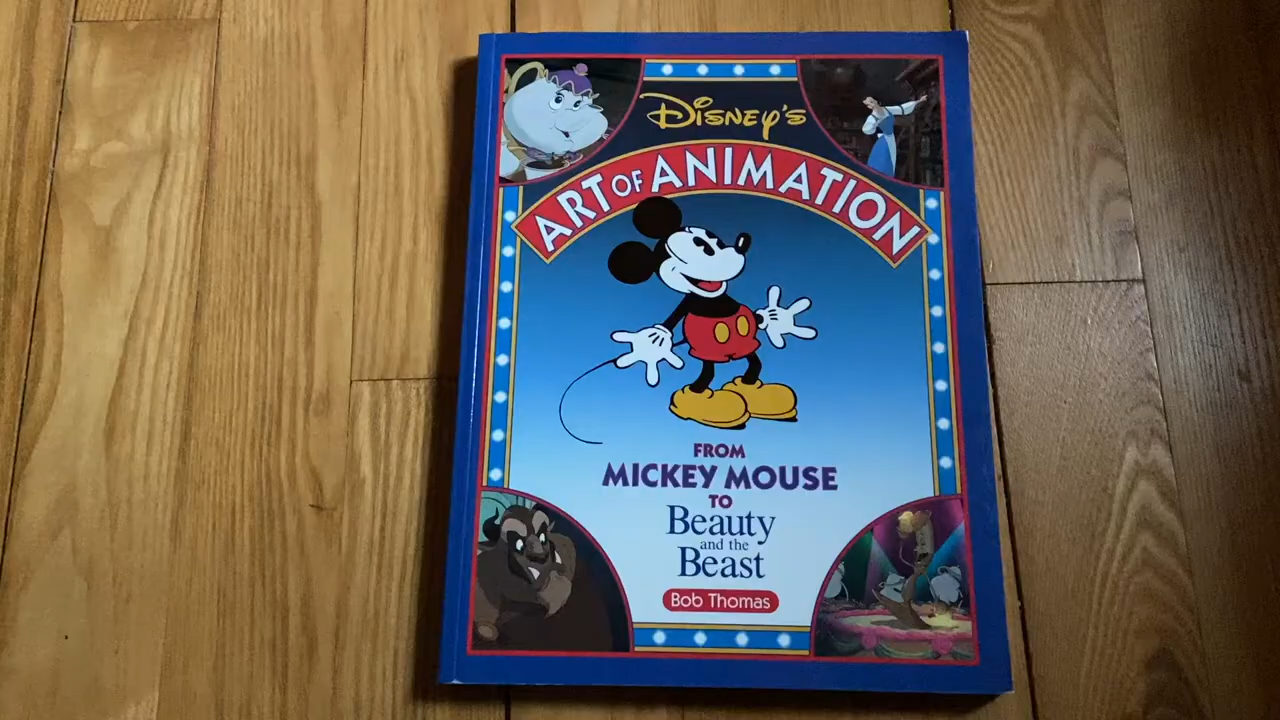 Disney's
ART OF ANIMATION
FROM
MICKEY MOUSE
TO
Beauty
and the
Beast
Bob Thomas